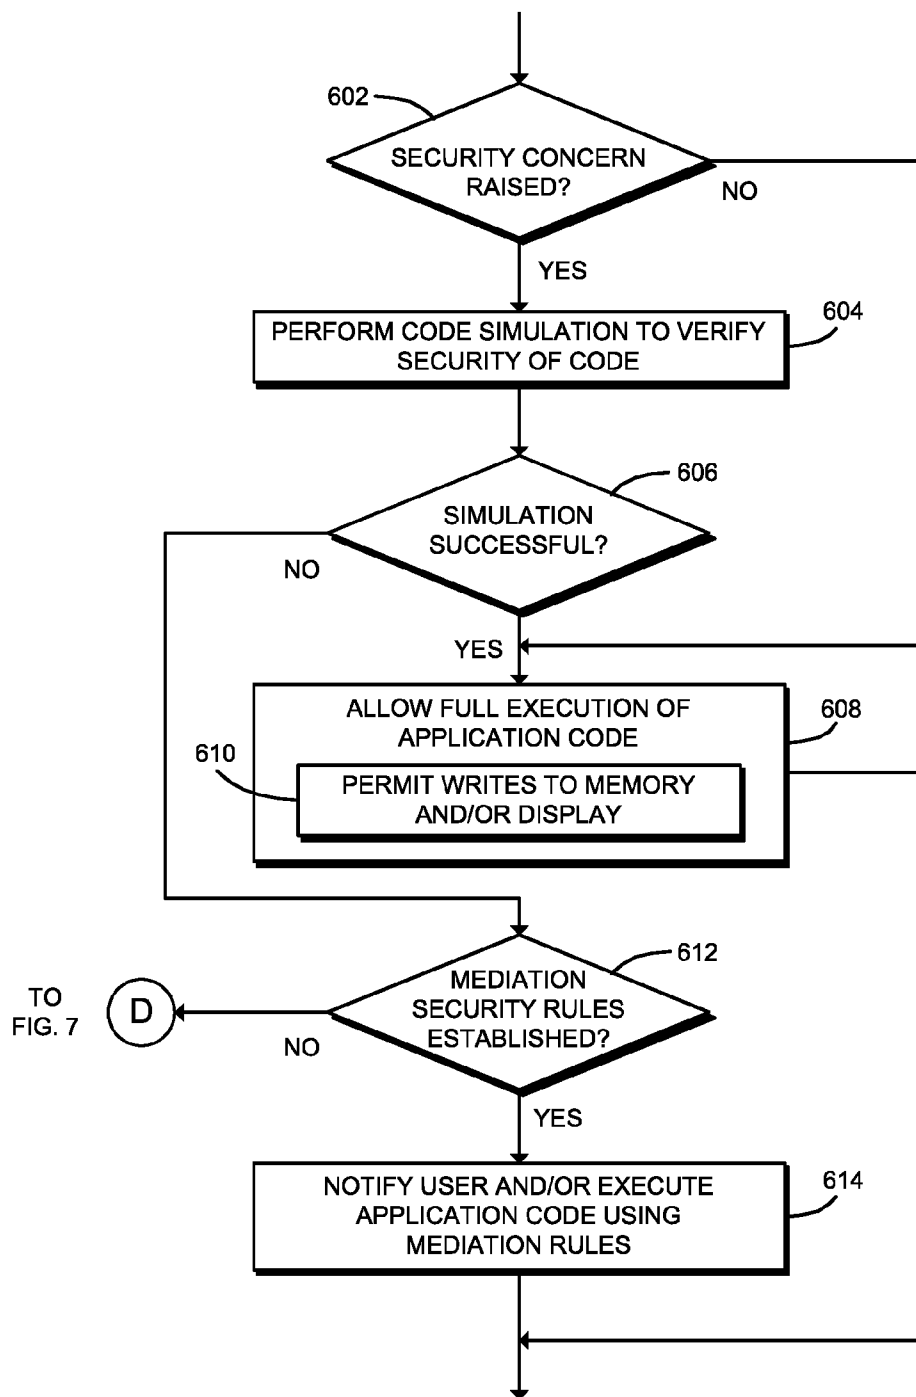 602
SECURITY CONCERN
RAISED?
NO
YES
604
PERFORM CODE SIMULATION TO VERIFY
SECURITY OF CODE
606
SIMULATION
SUCCESSFUL?
NO
YES
ALLOW FULL EXECUTION OF
APPLICATION CODE
608
610
PERMIT WRITES TO MEMORY
AND/OR DISPLAY
612
MEDIATION
SECURITY RULES
ESTABLISHED?
TO
FIG. 7
D
NO
YES
614
NOTIFY USER AND/OR EXECUTE
APPLICATION CODE USING
MEDIATION RULES